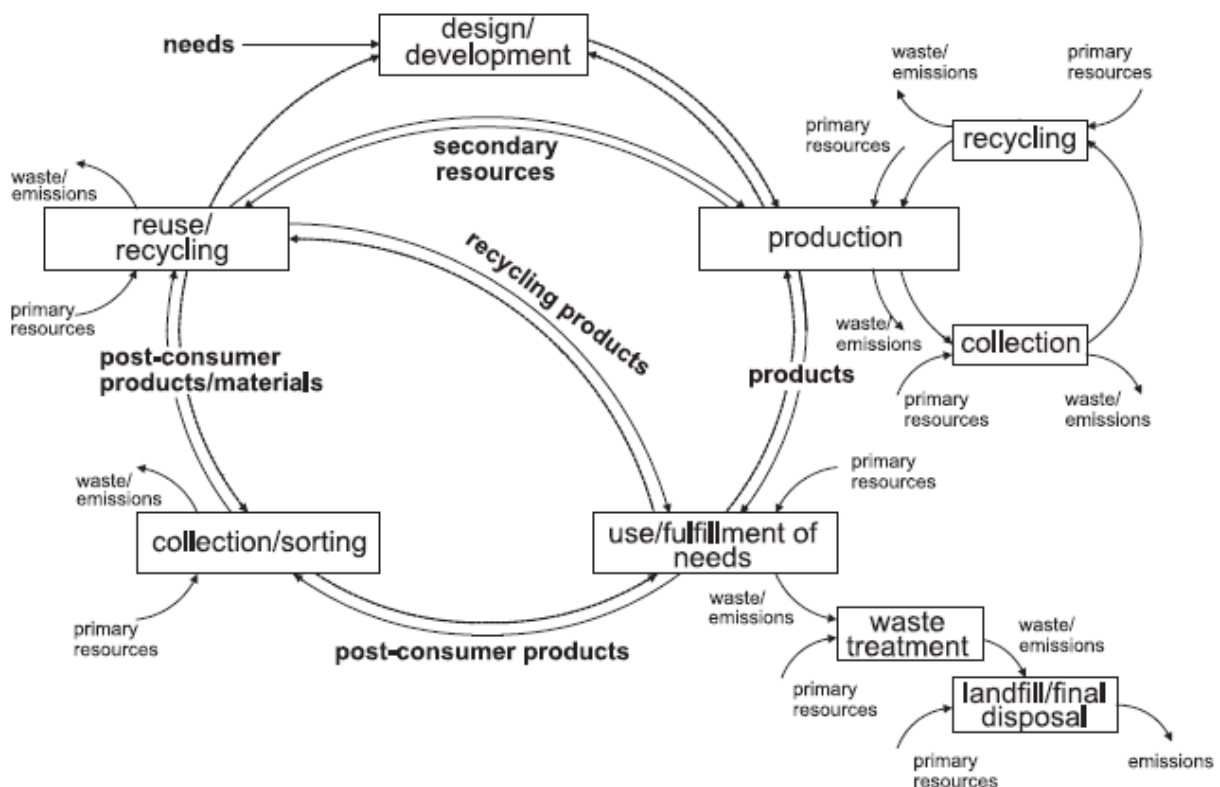 needs
design/
development
waste/
emissions
primary
resources
primary
resources
recycling
secondary
resources
waste/
emissions
reuse/
recycling
production
recycling products
primary
resources
waste/
emissions
collection
post-consumer
products/materials
products
primary
resources
waste/
emissions
primary
resources
waste/
emissions
collection/sorting
use/fulfillment of
needs
primary
resources
waste/
emissions
waste
treatment
waste/
emissions
post-consumer products
primary
resources
landfill/final
disposal
primary
resources
emissions